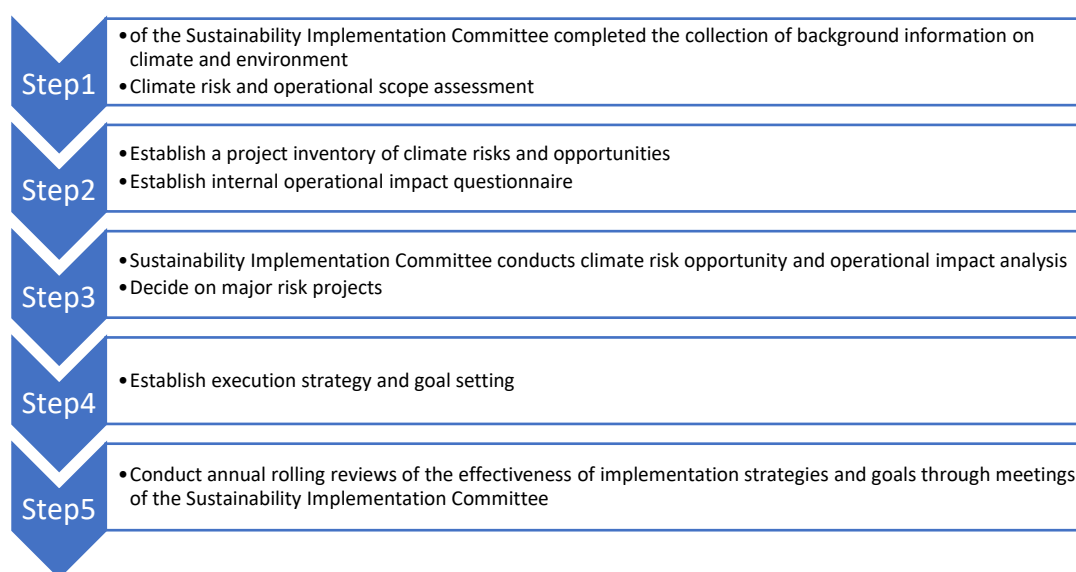 Step1
•of the Sustainability Implementation Committee completed the collection of background information on
climate and environment
•Climate risk and operational scope assessment
Step2
•Establish a project inventory of climate risks and opportunities
•Establish internal operational impact questionnaire
Step3
•Sustainability Implementation Committee conducts climate risk opportunity and operational impact analysis
•Decide on major risk projects
Step4
•Establish execution strategy and goal setting
Step5
•Conduct annual rolling reviews of the effectiveness of implementation strategies and goals through meetings
of the Sustainability Implementation Committee